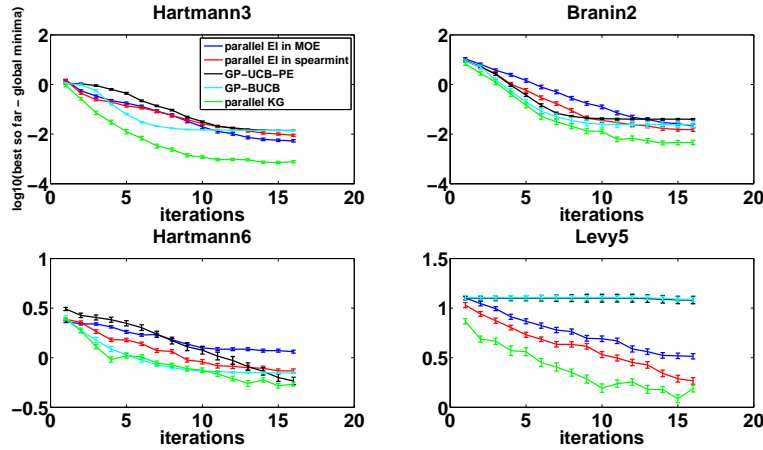 Hartmann3
log10(best so far − global minima)
2
0
−2
−4
0
5
10
15
20
iterations
parallel EI in MOE
parallel EI in spearmint
GP−UCB−PE
GP−BUCB
parallel KG
Branin2
2
0
−2
−4
0
5
10
15
20
iterations
Hartmann6
1
0.5
0
−0.5
0
5
10
15
20
iterations
Levy5
1.5
1
0.5
0
0
5
10
15
20
iterations